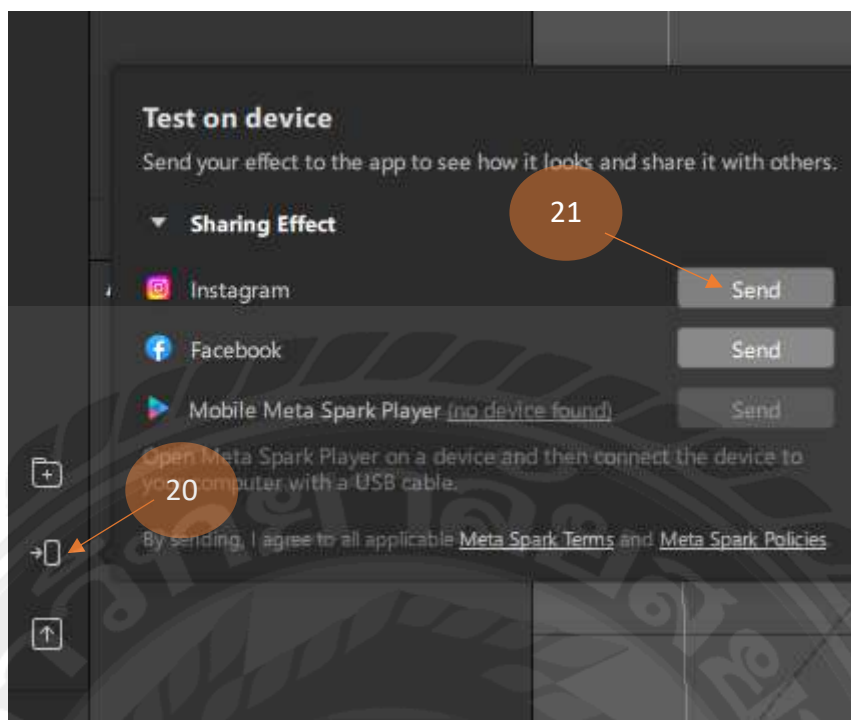 Test on device
Send your effect to the app to see how it looks and share it with others.
Sharing Effect
21
Instagram
Send
Facebook
Send
Mobile Meta Spark Player (no device found)
Send
Open Meta Spark Player on a device and then connect the device to
your computer with a USB cable.
20
By sending, I agree to all applicable Meta Spark Terms and Meta Spark Policies